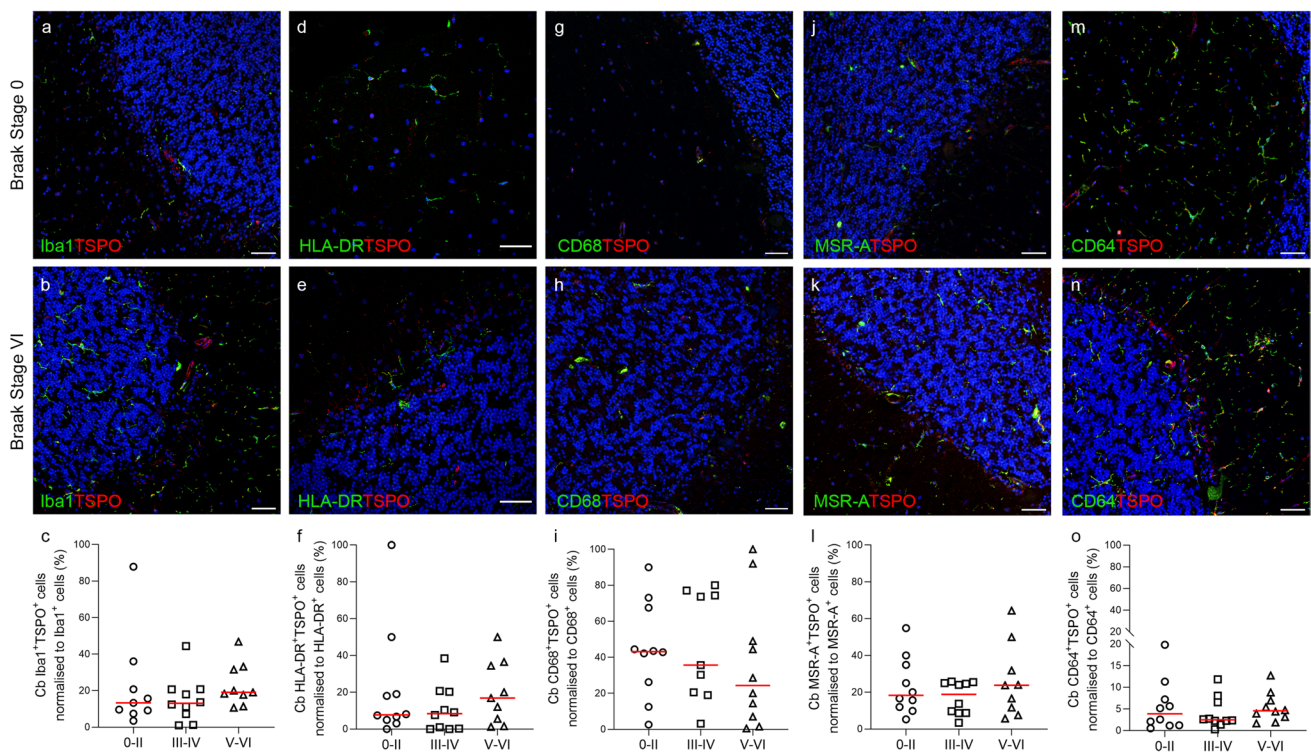 a
d
g
j
m
Braak Stage 0
Iba1TSPO
HLA-DRTSPO
CD68TSPO
MSR-ATSPO
CD64TSPO
b
e
h
k
n
Braak Stage VI
Iba1TSPO
HLA-DRTSPO
CD68TSPO
MSR-ATSPO
CD64TSPO
c
Cb Iba1+TSPO+ cells
normalised to Iba1+ cells (%)
100
80
60
40
20
0
0-II III-IV V-VI
f
Cb HLA-DR+TSPO+ cells
normalised to HLA-DR+ (%)
100
80
60
40
20
0
0-II III-IV V-VI
i
Cb CD68+TSPO+ cells
normalised to CD68+ cells (%)
100
80
60
40
20
0
0-II III-IV V-VI
l
Cb MSR-A+TSPO+ cells
normalised to MSR-A+ cells (%)
100
80
60
40
20
0
0-II III-IV V-VI
o
Cb CD64+TSPO+ cells
normalised to CD64+ cells (%)
100
80
60
40
20
20
15
10
5
0
0-II III-IV V-VI